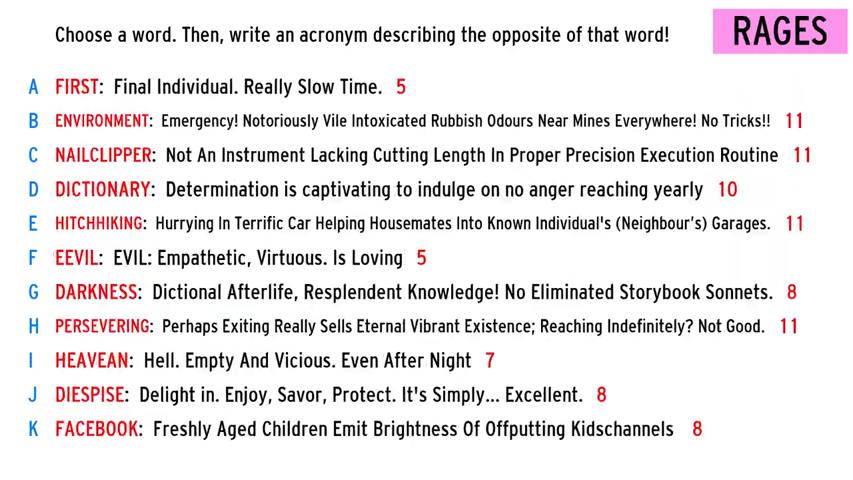 Choose a word. Then, write an acronym describing the opposite of that word!
RAGES
A FIRST: Final Individual. Really Slow Time. 5
B ENVIRONMENT: Emergency! Notoriously Vile Intoxicated Rubbish Odours Near Mines Everywhere! No Tricks!! 11
C NAILCLIPPER: Not An Instrument Lacking Cutting Length In Proper Precision Execution Routine 11
D DICTIONARY: Determination is captivating to indulge on no anger reaching yearly 10
E HITCHHIKING: Hurrying In Terrific Car Helping Housemates Into Known Individual's (Neighbour's) Garages. 11
F EEVIL: EVIL: Empathetic, Virtuous. Is Loving 5
G DARKNESS: Dictional Afterlife, Resplendent Knowledge! No Eliminated Storybook Sonnets. 8
H PERSEVERING: Perhaps Exiting Really Sells Eternal Vibrant Existence; Reaching Indefinitely? Not Good. 11
I HEAVEAN: Hell. Empty And Vicious. Even After Night 7
J DIESPISE: Delight in. Enjoy, Savor, Protect. It's Simply... Excellent. 8
K FACEBOOK: Freshly Aged Children Emit Brightness Of Offputting Kidschannels 8